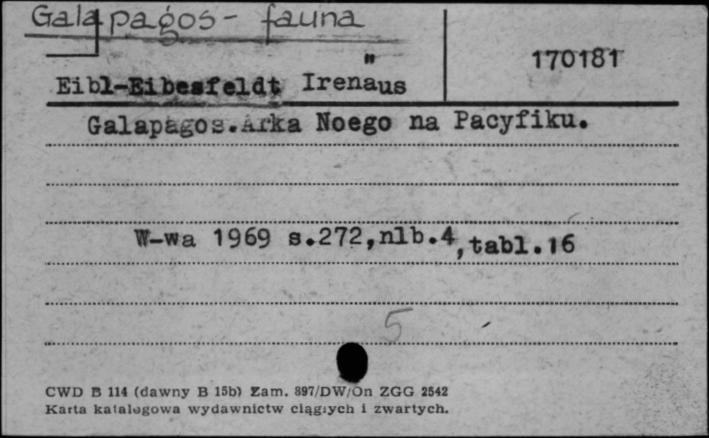 Galapagos - fauna
170181
Eibl-Eibesfeldt Irenäus
Galapagos.Arka Noego na Pacyfiku.
W-wa 1969 s.272,nlb.4,tabl.16
5
CWD B 114 (dawny B 15b) Zam. 897/DW/On ZGG 2542
Karta katalogowa wydawnictw ciągłych i zwartych.